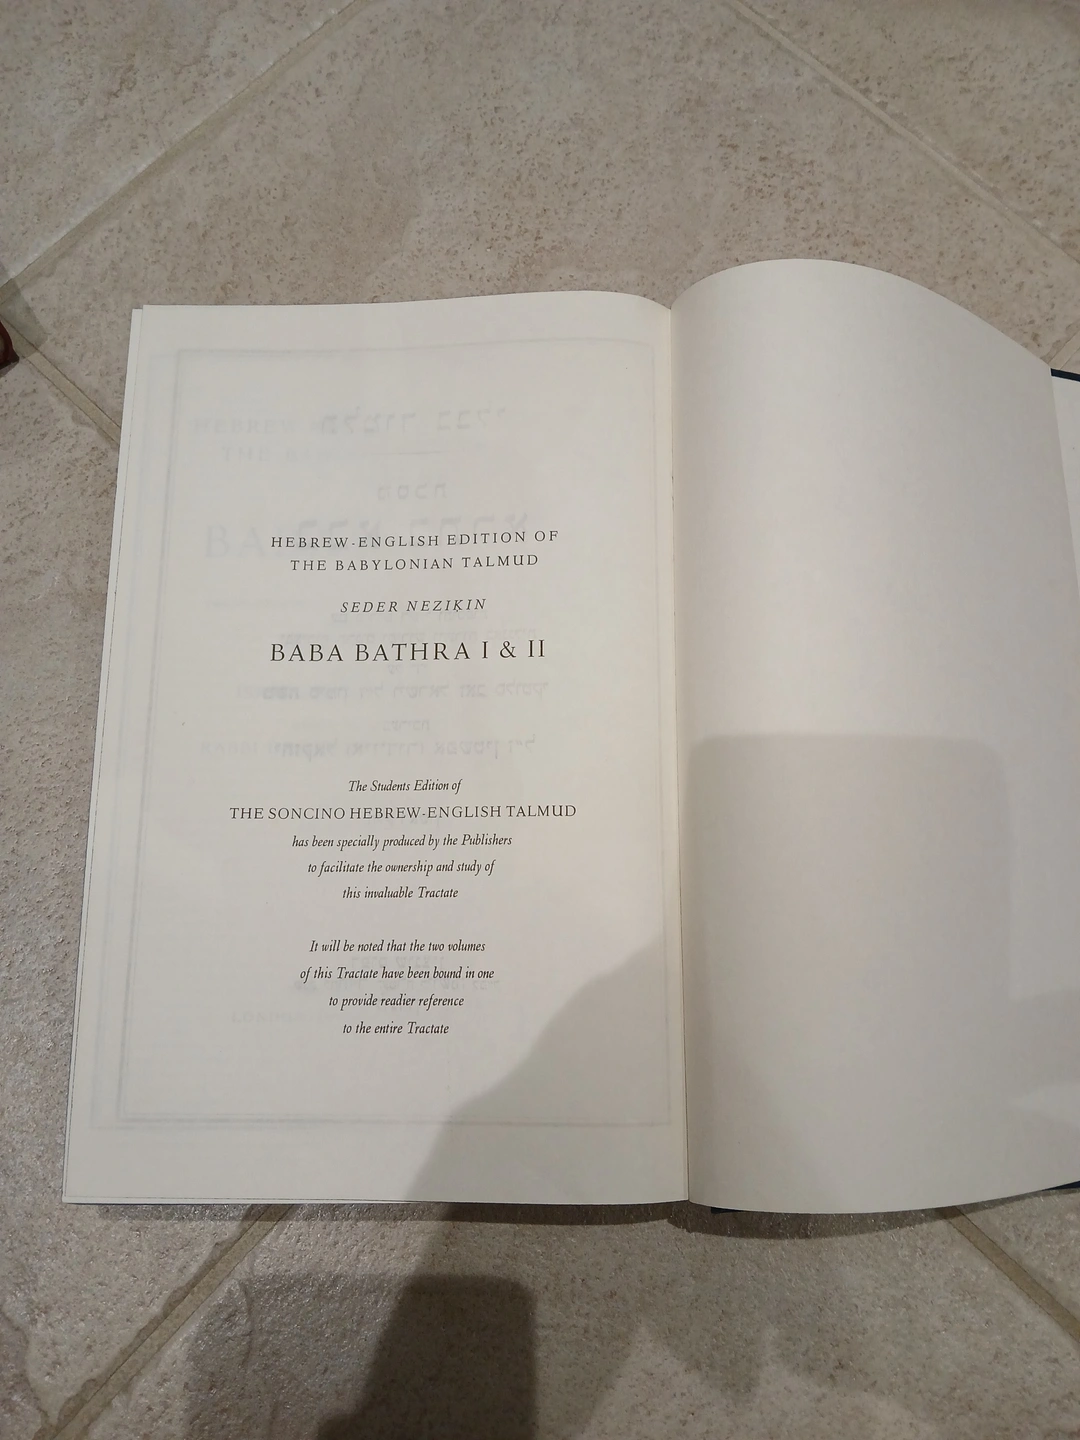 HEBREW-ENGLISH EDITION OF
THE BABYLONIAN TALMUD
SEDER NEZIḲIN
BABA BATHRA I & II
The Students Edition of
THE SONCINO HEBREW-ENGLISH TALMUD
has been specially produced by the Publishers
to facilitate the ownership and study of
this invaluable Tractate
It will be noted that the two volumes
of this Tractate have been bound in one
to provide readier reference
to the entire Tractate